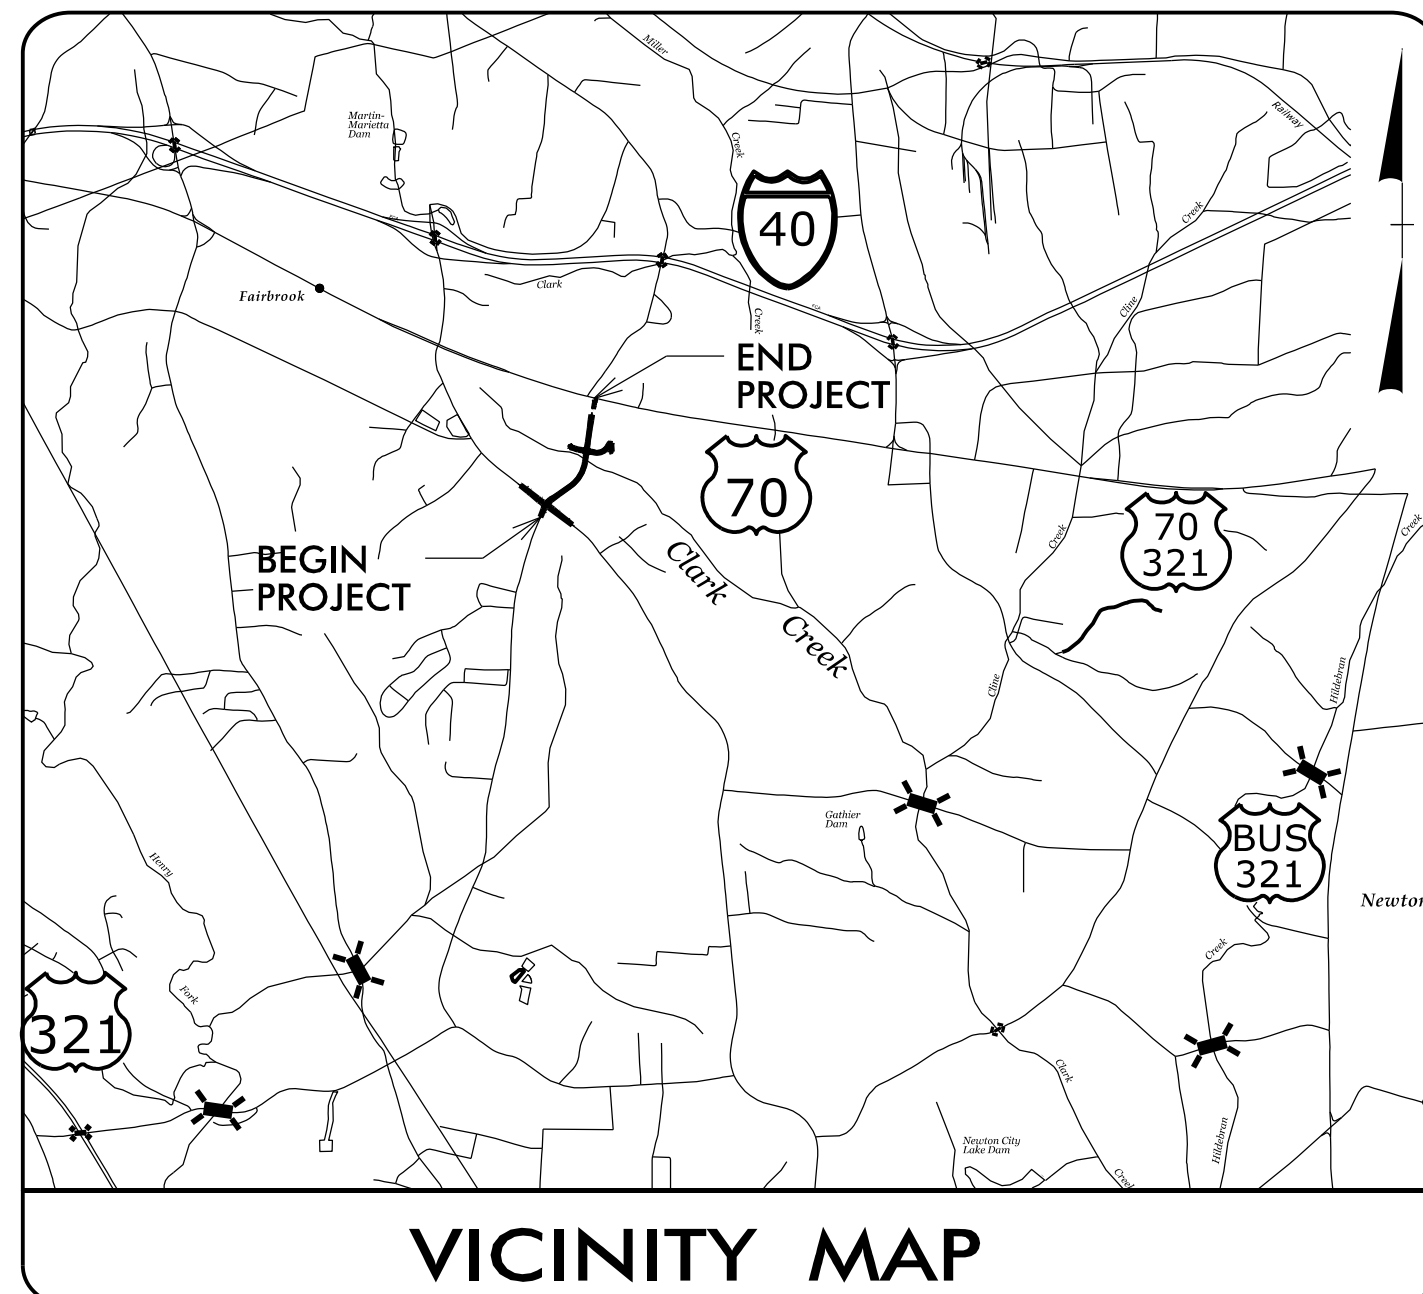 Miller
Railway
Martin-
Marietta
Dam
Creek
40
Creek
Fairbrook
Clark
Creek
Cline
END
PROJECT
70
70
321
Creek
Creek
BEGIN
PROJECT
Clark
Creek
Cline
Hildebran
Gathier
Dam
BUS
321
Henry
Newton
Creek
Fork
321
Clark
Newton City
Lake Dam
Hildebran
Creek
VICINITY MAP